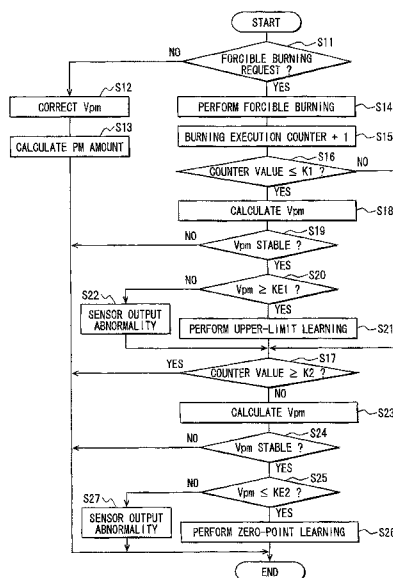 START
S11
FORCIBLE BURNING
REQUEST ?
NO
YES
S12
CORRECT Vpm
PERFORM FORCIBLE BURNING
S14
S13
CALCULATE PM AMOUNT
BURNING EXECUTION COUNTER + 1
S15
S16
COUNTER VALUE ≤ K1 ?
NO
YES
CALCULATE Vpm
S18
S19
Vpm STABLE ?
NO
YES
S20
Vpm ≥ KE1 ?
NO
YES
S22
SENSOR OUTPUT
ABNORMALITY
PERFORM UPPER-LIMIT LEARNING
S21
S17
COUNTER VALUE ≥ K2 ?
YES
NO
CALCULATE Vpm
S23
S24
Vpm STABLE ?
NO
YES
S25
Vpm ≤ KE2 ?
NO
YES
S27
SENSOR OUTPUT
ABNORMALITY
PERFORM ZERO-POINT LEARNING
S26
END